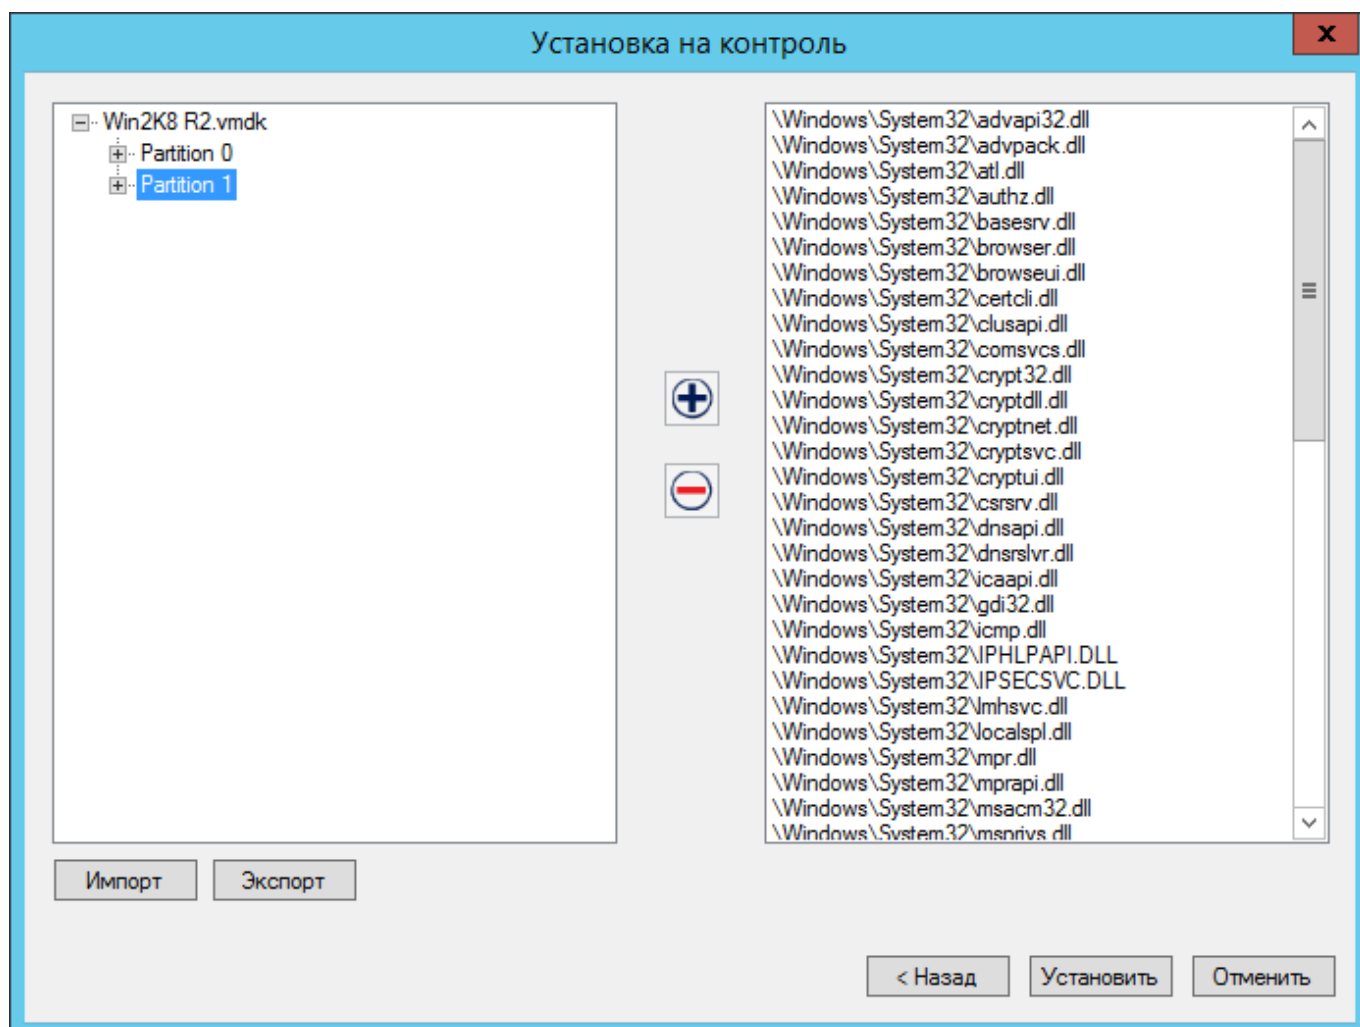 Установка на контроль
x
Win2K8 R2.vmdk
Partition 0
Partition 1
\Windows\System32\advapi32.dll
\Windows\System32\advpack.dll
\Windows\System32\atl.dll
\Windows\System32\authz.dll
\Windows\System32\basesrv.dll
\Windows\System32\browser.dll
\Windows\System32\browseui.dll
\Windows\System32\certcli.dll
\Windows\System32\clusapi.dll
\Windows\System32\comsvcs.dll
\Windows\System32\crypt32.dll
\Windows\System32\cryptdll.dll
\Windows\System32\cryptnet.dll
\Windows\System32\cryptsvc.dll
\Windows\System32\cryptui.dll
\Windows\System32\csrsrv.dll
\Windows\System32\dnsapi.dll
\Windows\System32\dnsrslvr.dll
\Windows\System32\icaapi.dll
\Windows\System32\gdi32.dll
\Windows\System32\icmp.dll
\Windows\System32\IPHLPAPI.DLL
\Windows\System32\IPSECSVC.DLL
\Windows\System32\lmhsvc.dll
\Windows\System32\localspl.dll
\Windows\System32\mpr.dll
\Windows\System32\mprapi.dll
\Windows\System32\msacm32.dll
\Windows\System32\msprivs.dll
Импорт
Экспорт
< Назад
Установить
Отменить